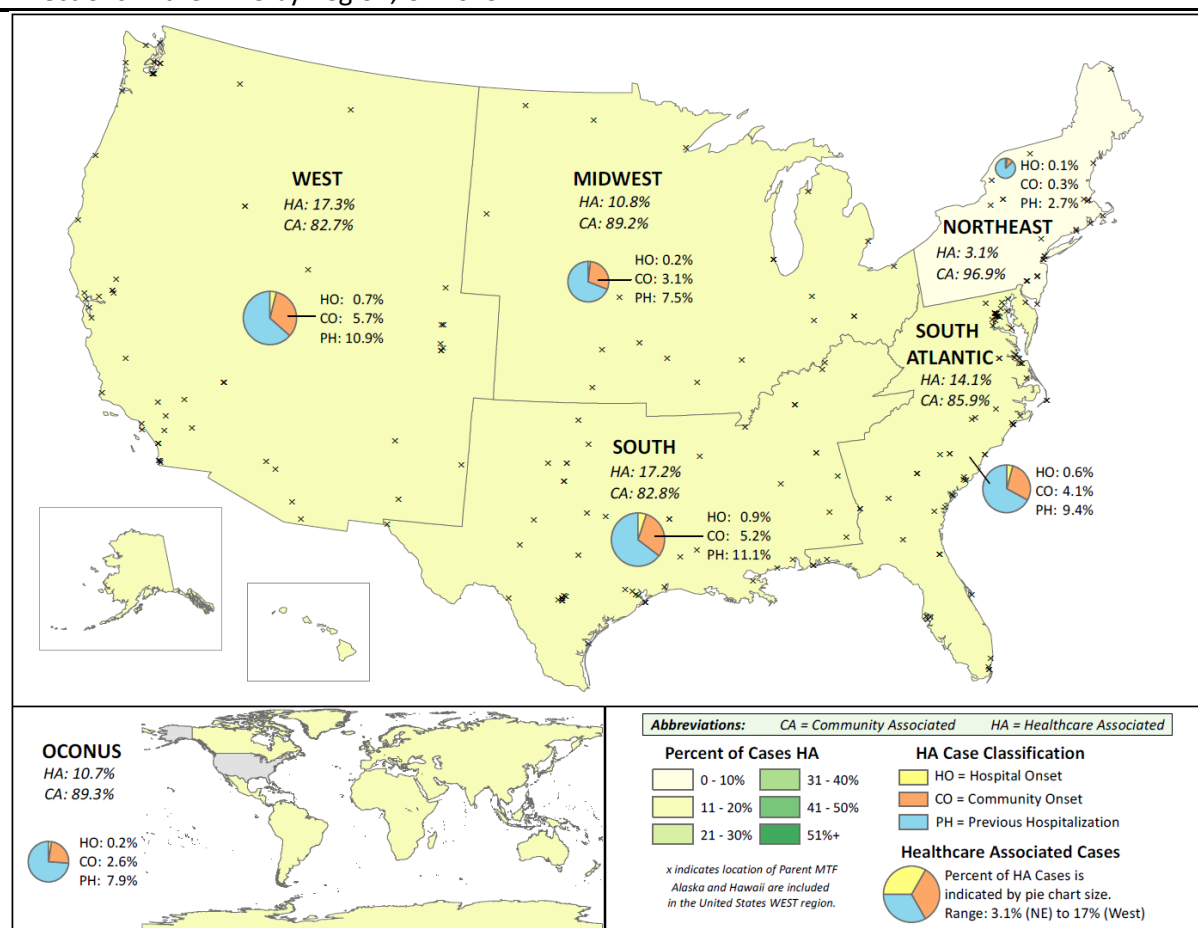 WEST
HA: 17.3%
CA: 82.7%
HO: 0.7%
CO: 5.7%
PH: 10.9%
MIDWEST
HA: 10.8%
CA: 89.2%
HO: 0.2%
CO: 3.1%
PH: 7.5%
HO: 0.1%
CO: 0.3%
PH: 2.7%
NORTHEAST
HA: 3.1%
CA: 96.9%
SOUTH
ATLANTIC
HA: 14.1%
CA: 85.9%
HO: 0.6%
CO: 4.1%
PH: 9.4%
SOUTH
HA: 17.2%
CA: 82.8%
HO: 0.9%
CO: 5.2%
PH: 11.1%
OCONUS
HA: 10.7%
CA: 89.3%
HO: 0.2%
CO: 2.6%
PH: 7.9%
Abbreviations: CA = Community Associated HA = Healthcare Associated
Percent of Cases HA
0 - 10%
11 - 20%
21 - 30%
31 - 40%
41 - 50%
51%+
x indicates location of Parent MTF
Alaska and Hawaii are included
in the United States WEST region.
HA Case Classification
HO = Hospital Onset
CO = Community Onset
PH = Previous Hospitalization
Healthcare Associated Cases
Percent of HA Cases is
indicated by pie chart size.
Range: 3.1% (NE) to 17% (West)